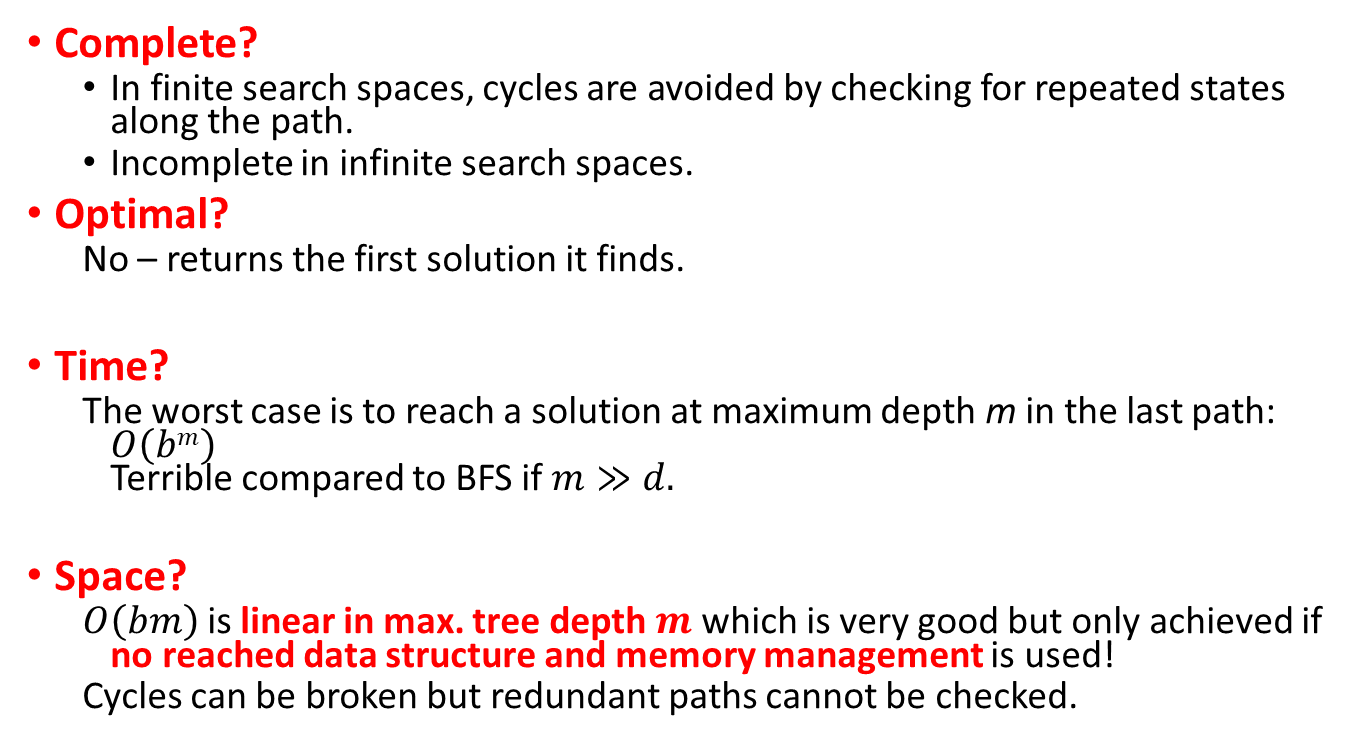 • Complete?
• In finite search spaces, cycles are avoided by checking for repeated states
along the path.
• Incomplete in infinite search spaces.
• Optimal?
No – returns the first solution it finds.
• Time?
The worst case is to reach a solution at maximum depth m in the last path:
O(bᵐ)
Terrible compared to BFS if m ≫ d.
• Space?
O(bm) is linear in max. tree depth m which is very good but only achieved if
no reached data structure and memory management is used!
Cycles can be broken but redundant paths cannot be checked.